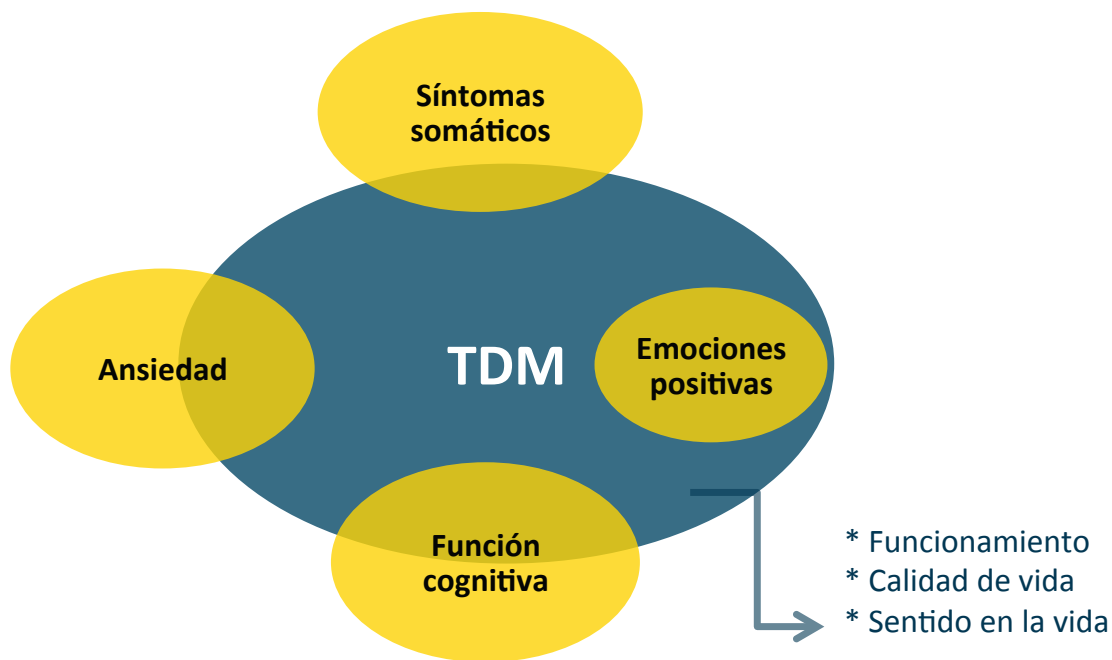 Síntomas
somáticos
Ansiedad
TDM
Emociones
positivas
Función
cognitiva
* Funcionamiento
* Calidad de vida
* Sentido en la vida